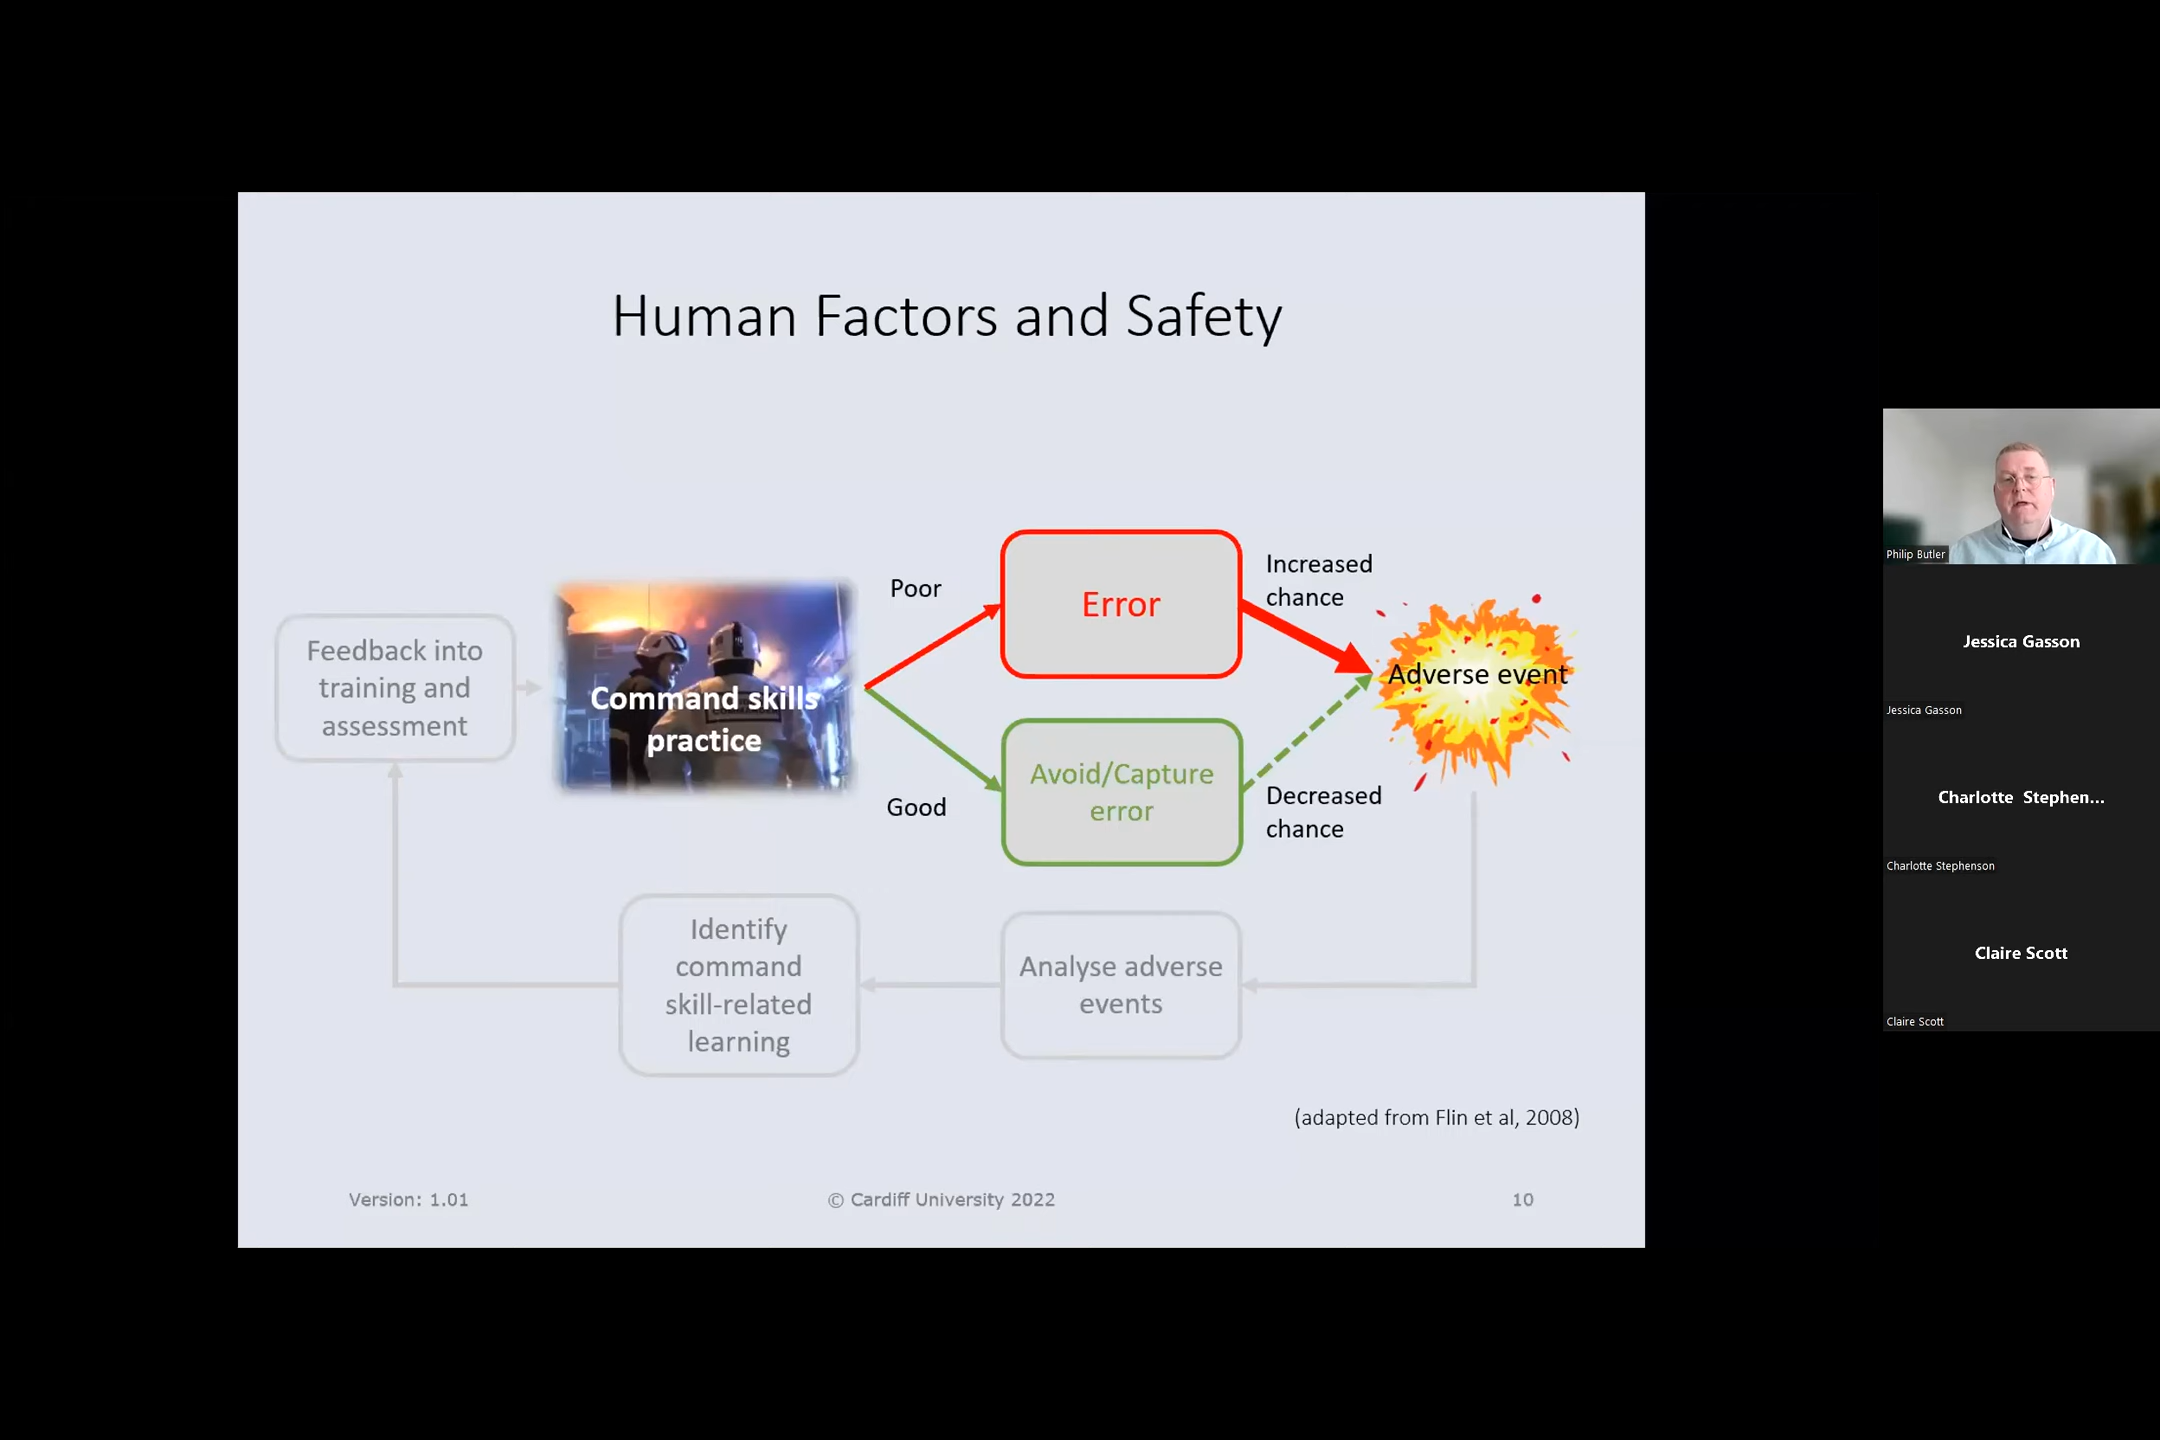 Human Factors and Safety
Poor
Error
Increased
chance
Adverse event
Feedback into
training and
assessment
Command skills
practice
Good
Avoid/Capture
error
Decreased
chance
Identify
command
skill-related
learning
Analyse adverse
events
(adapted from Flin et al, 2008)
Version: 1.01
© Cardiff University 2022
10
Philip Butler
Jessica Gasson
Jessica Gasson
Charlotte Stephen...
Charlotte Stephenson
Claire Scott
Claire Scott